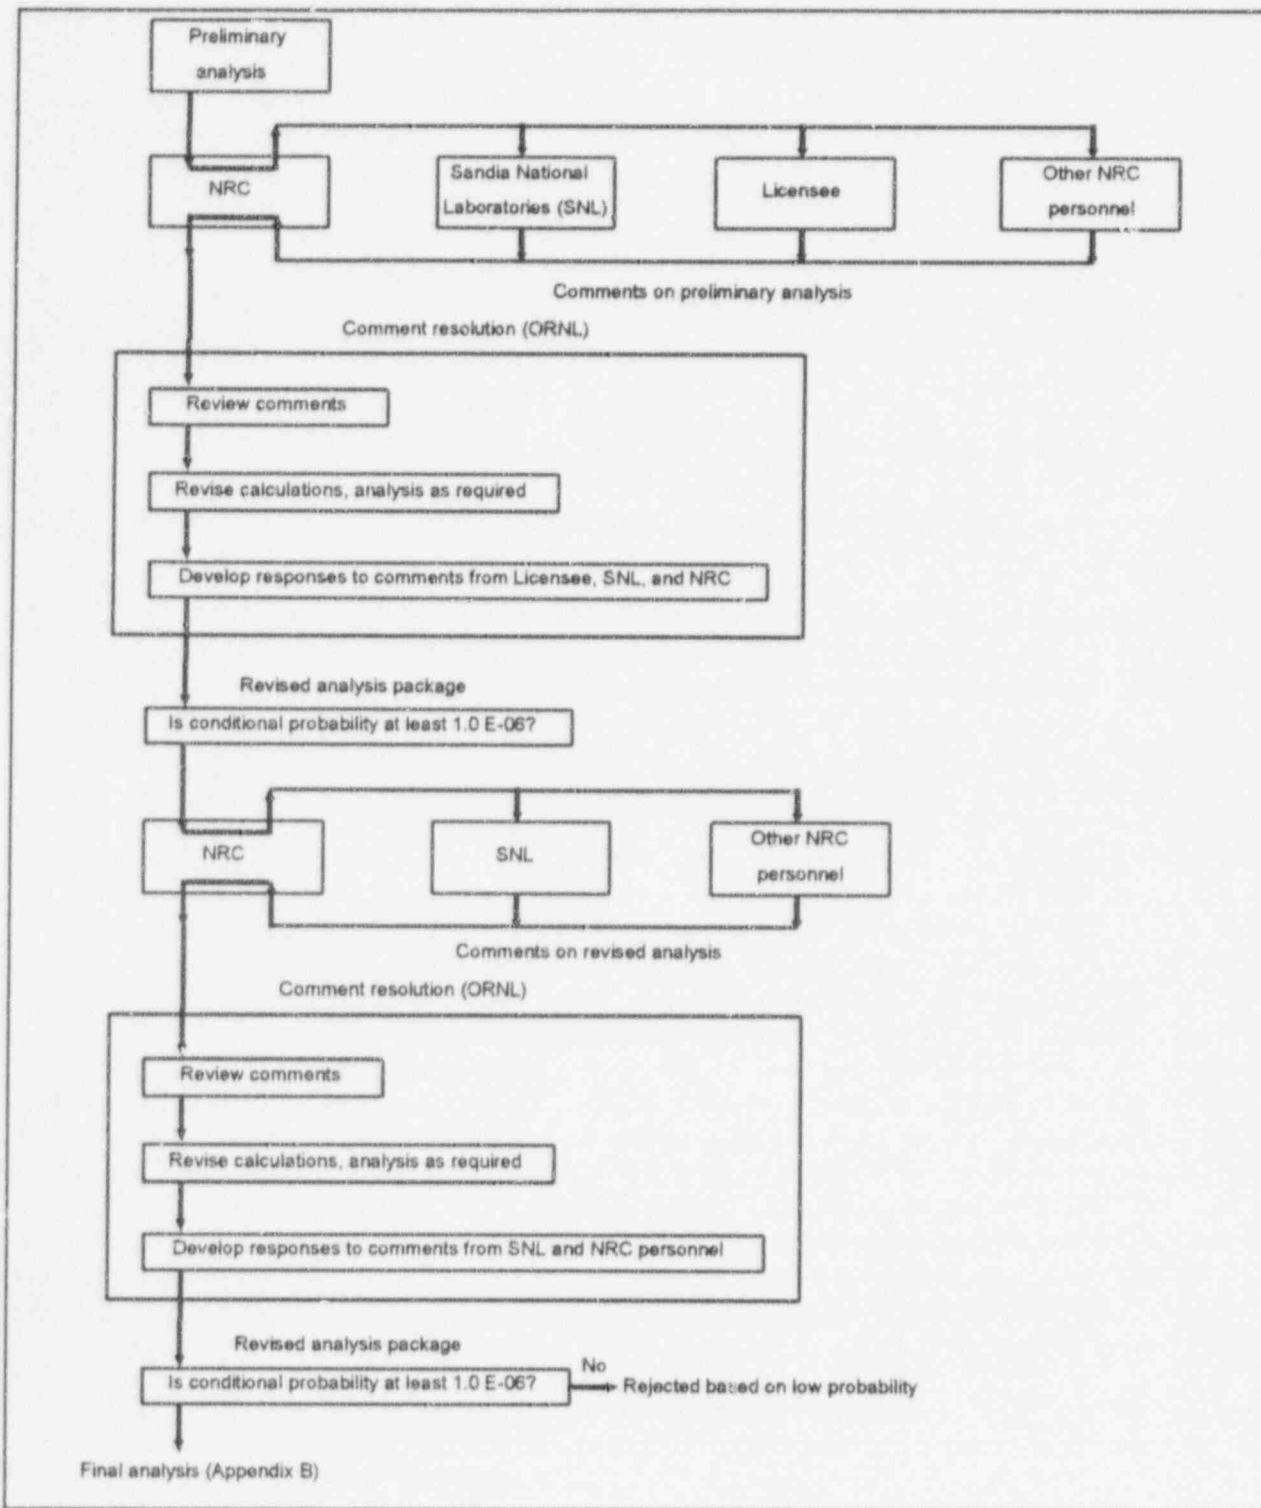 Preliminary
analysis
NRC
Sandia National
Laboratories (SNL)
Licensee
Other NRC
personnel
Comments on preliminary analysis
Comment resolution (ORNL)
Review comments
Revise calculations, analysis as required
Develop responses to comments from Licensee, SNL, and NRC
Revised analysis package
Is conditional probability at least 1.0 E-06?
NRC
SNL
Other NRC
personnel
Comments on revised analysis
Comment resolution (ORNL)
Review comments
Revise calculations, analysis as required
Develop responses to comments from SNL and NRC personnel
Revised analysis package
Is conditional probability at least 1.0 E-06?
No
Rejected based on low probability
Final analysis (Appendix B)